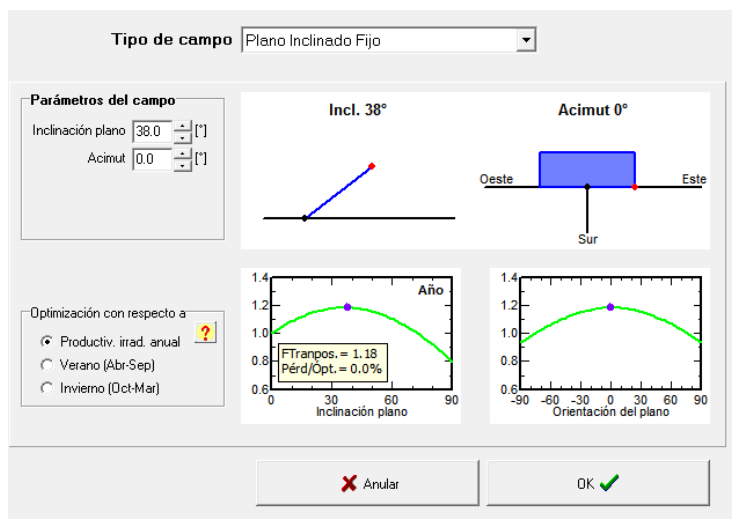 Tipo de campo Plano Inclinado Fijo
Parámetros del campo
Inclinación plano 38.0 [°]
Acimut 0.0 [°]
Incl. 38°
Acimut 0°
Oeste Este
Sur
Optimización con respecto a
?
Productiv. irrad. anual
Verano (Abr-Sep)
Invierno (Oct-Mar)
1.4
1.2
1.0
0.8
0.6
Año
FTranpos.= 1.18
Pérd/Opt.= 0.0%
0 30 60 90
Inclinación plano
1.4
1.2
1.0
0.8
0.6
-90 -60 -30 0 30 60 90
Orientación del plano
Anular
OK